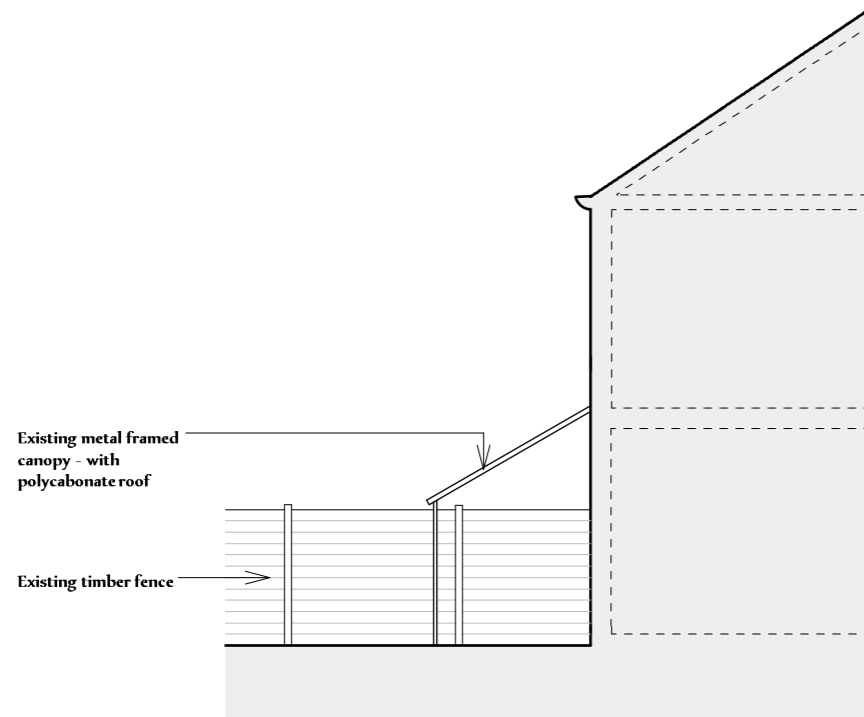 Existing metal framed
canopy - with
polycabonate roof
Existing timber fence